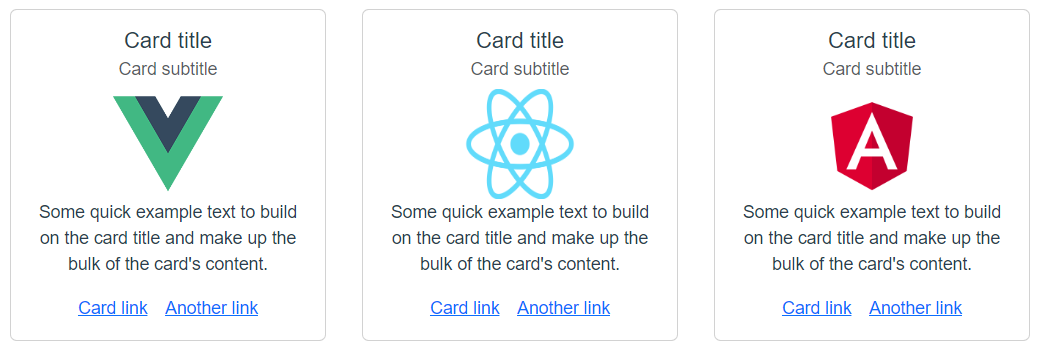 Card title
Card subtitle
Some quick example text to build
on the card title and make up the
bulk of the card's content.
Card link Another link
Card title
Card subtitle
Some quick example text to build
on the card title and make up the
bulk of the card's content.
Card link Another link
Card title
Card subtitle
A
Some quick example text to build
on the card title and make up the
bulk of the card's content.
Card link Another link